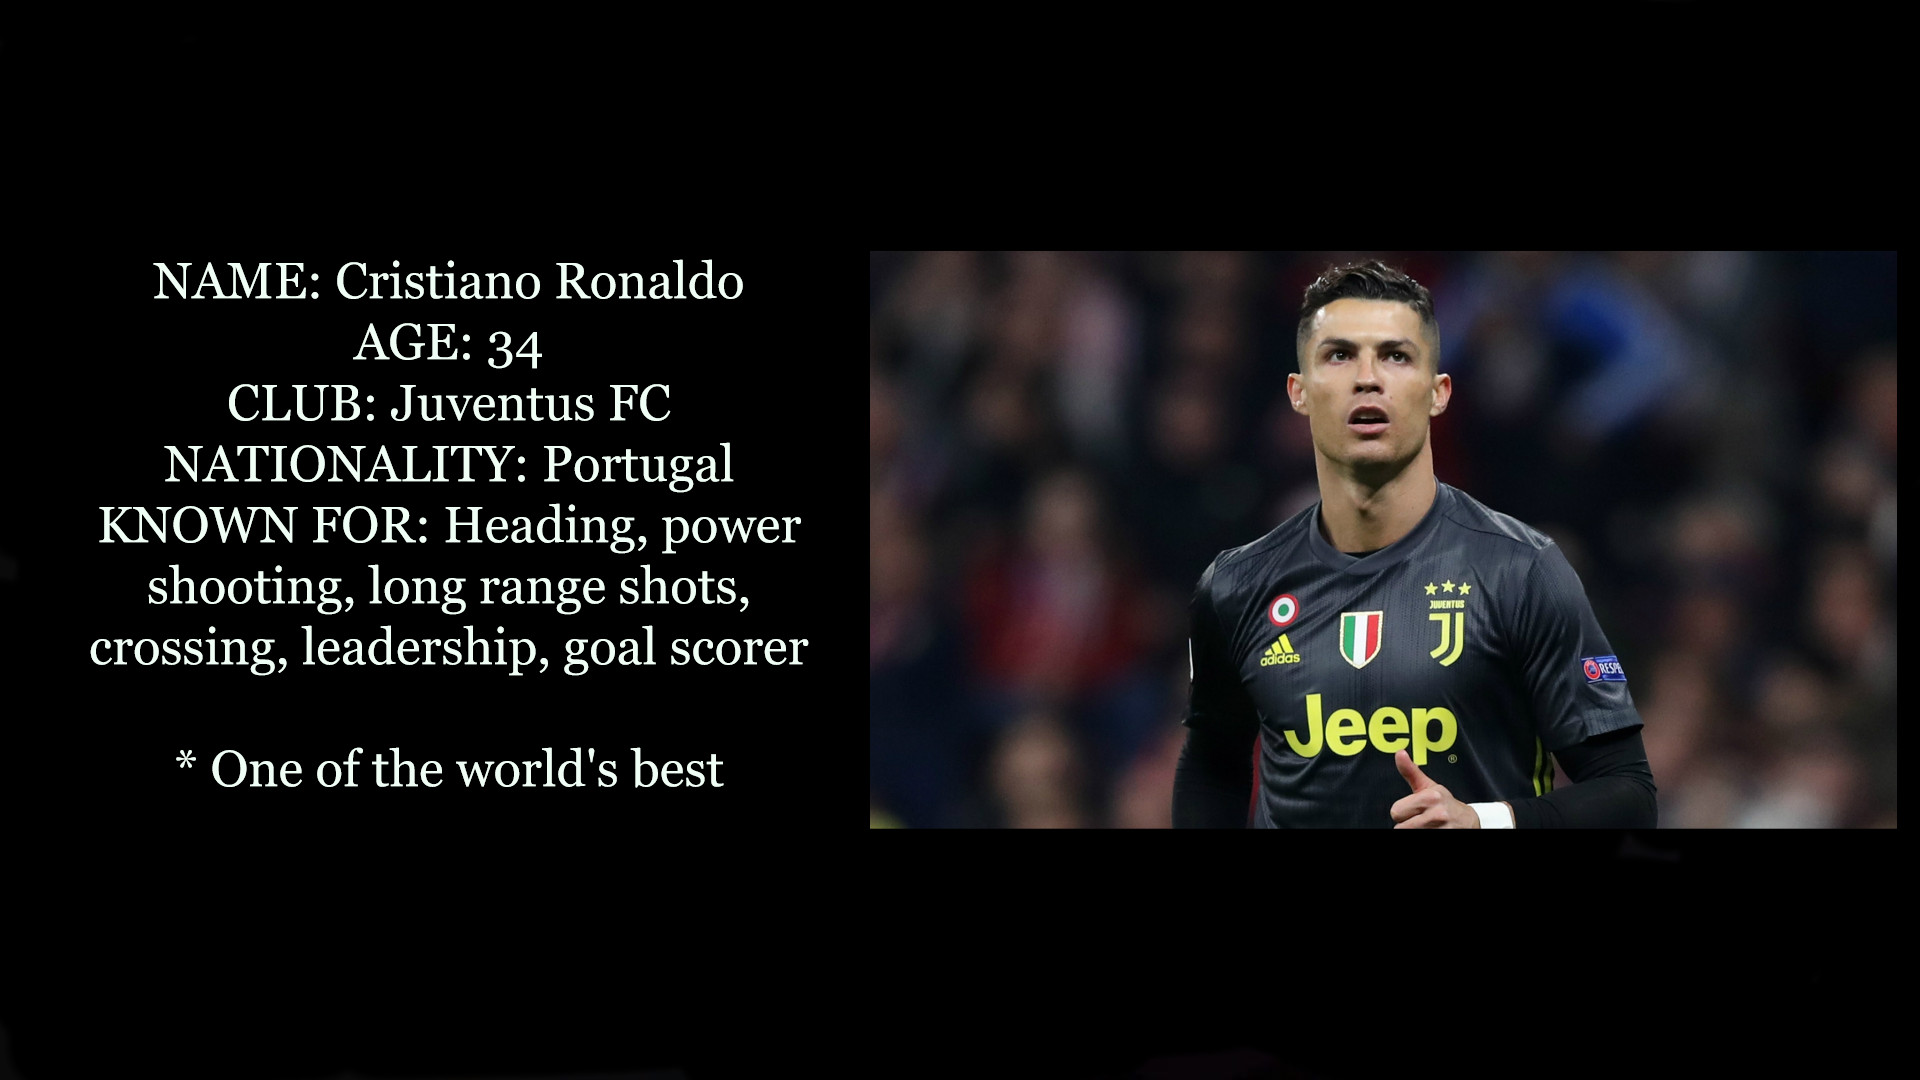 NAME: Cristiano Ronaldo
AGE: 34
CLUB: Juventus FC
NATIONALITY: Portugal
KNOWN FOR: Heading, power
shooting, long range shots,
crossing, leadership, goal scorer
* One of the world's best
JUVENTUS
adidas
RESPE
Jeep